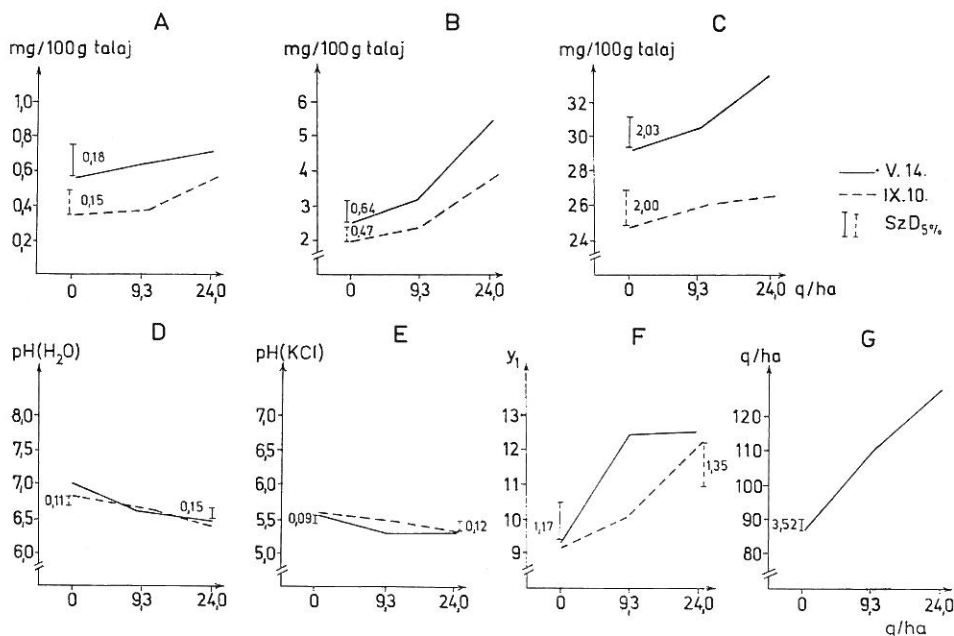 A
mg/100g talaj
1,0
0,8
0,6
0,4
0,2
0,18
0,15
0 9,3 24,0
B
mg/100g talaj
6
5
4
3
2
0,64
0,47
0 9,3 24,0
C
mg/100g talaj
32
30
28
26
24
2,03
2,00
0 9,3 24,0 q/ha
V. 14.
IX. 10.
SzD5%
D
pH(H2O)
8,0
7,5
7,0
6,5
6,0
0,11
0,15
0 9,3 24,0
E
pH(KCl)
7,0
6,5
6,0
5,5
5,0
0,09
0,12
0 9,3 24,0
F
y1
13
12
11
10
9
1,17
1,35
0 9,3 24,0
G
q/ha
120
110
100
90
80
3,52
0 9,3 24,0
q/ha